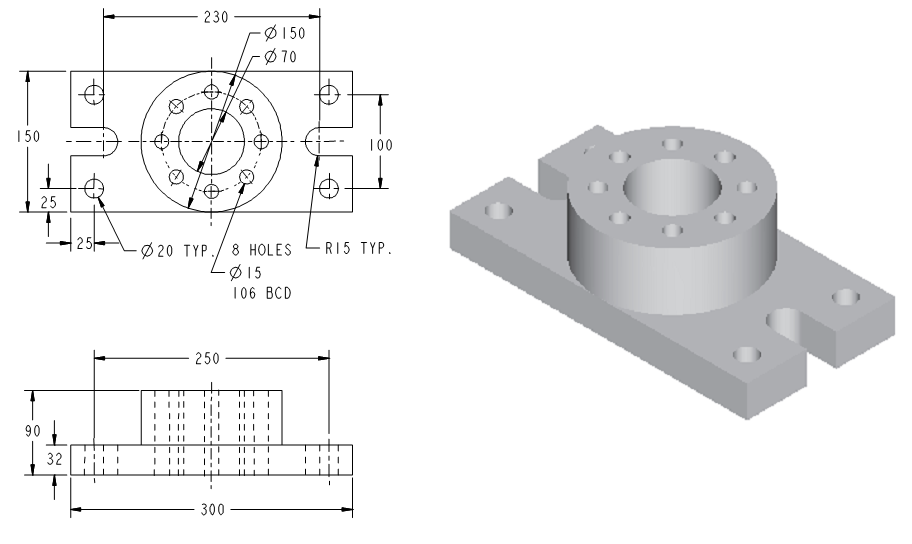 230
Ø150
Ø70
150
100
25
25
Ø20 TYP.
8 HOLES
Ø15
106 BCD
R15 TYP.
250
90
32
300